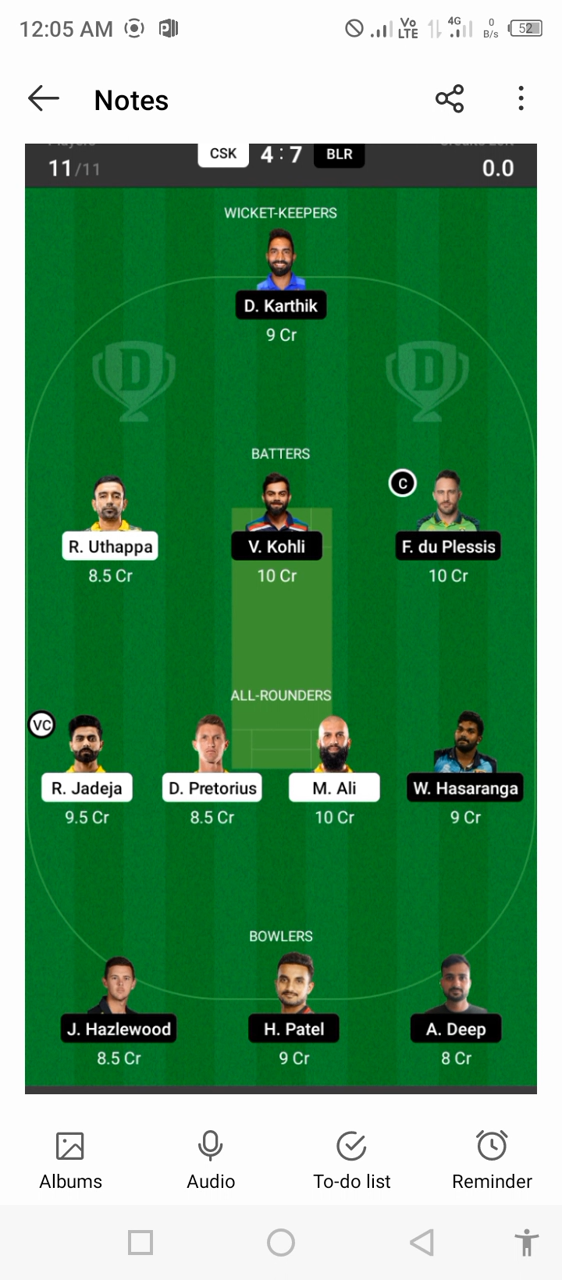 12:05 AM
Vo LTE 4G 0 B/s 52
Notes
Players
11/11
CSK 4 : 7 BLR
0.0
WICKET-KEEPERS
D. Karthik
9 Cr
D D
BATTERS
C
R. Uthappa V. Kohli F. du Plessis
8.5 Cr 10 Cr 10 Cr
ALL-ROUNDERS
VC
R. Jadeja D. Pretorius M. Ali W. Hasaranga
9.5 Cr 8.5 Cr 10 Cr 9 Cr
BOWLERS
J. Hazlewood H. Patel A. Deep
8.5 Cr 9 Cr 8 Cr
Albums Audio To-do list Reminder